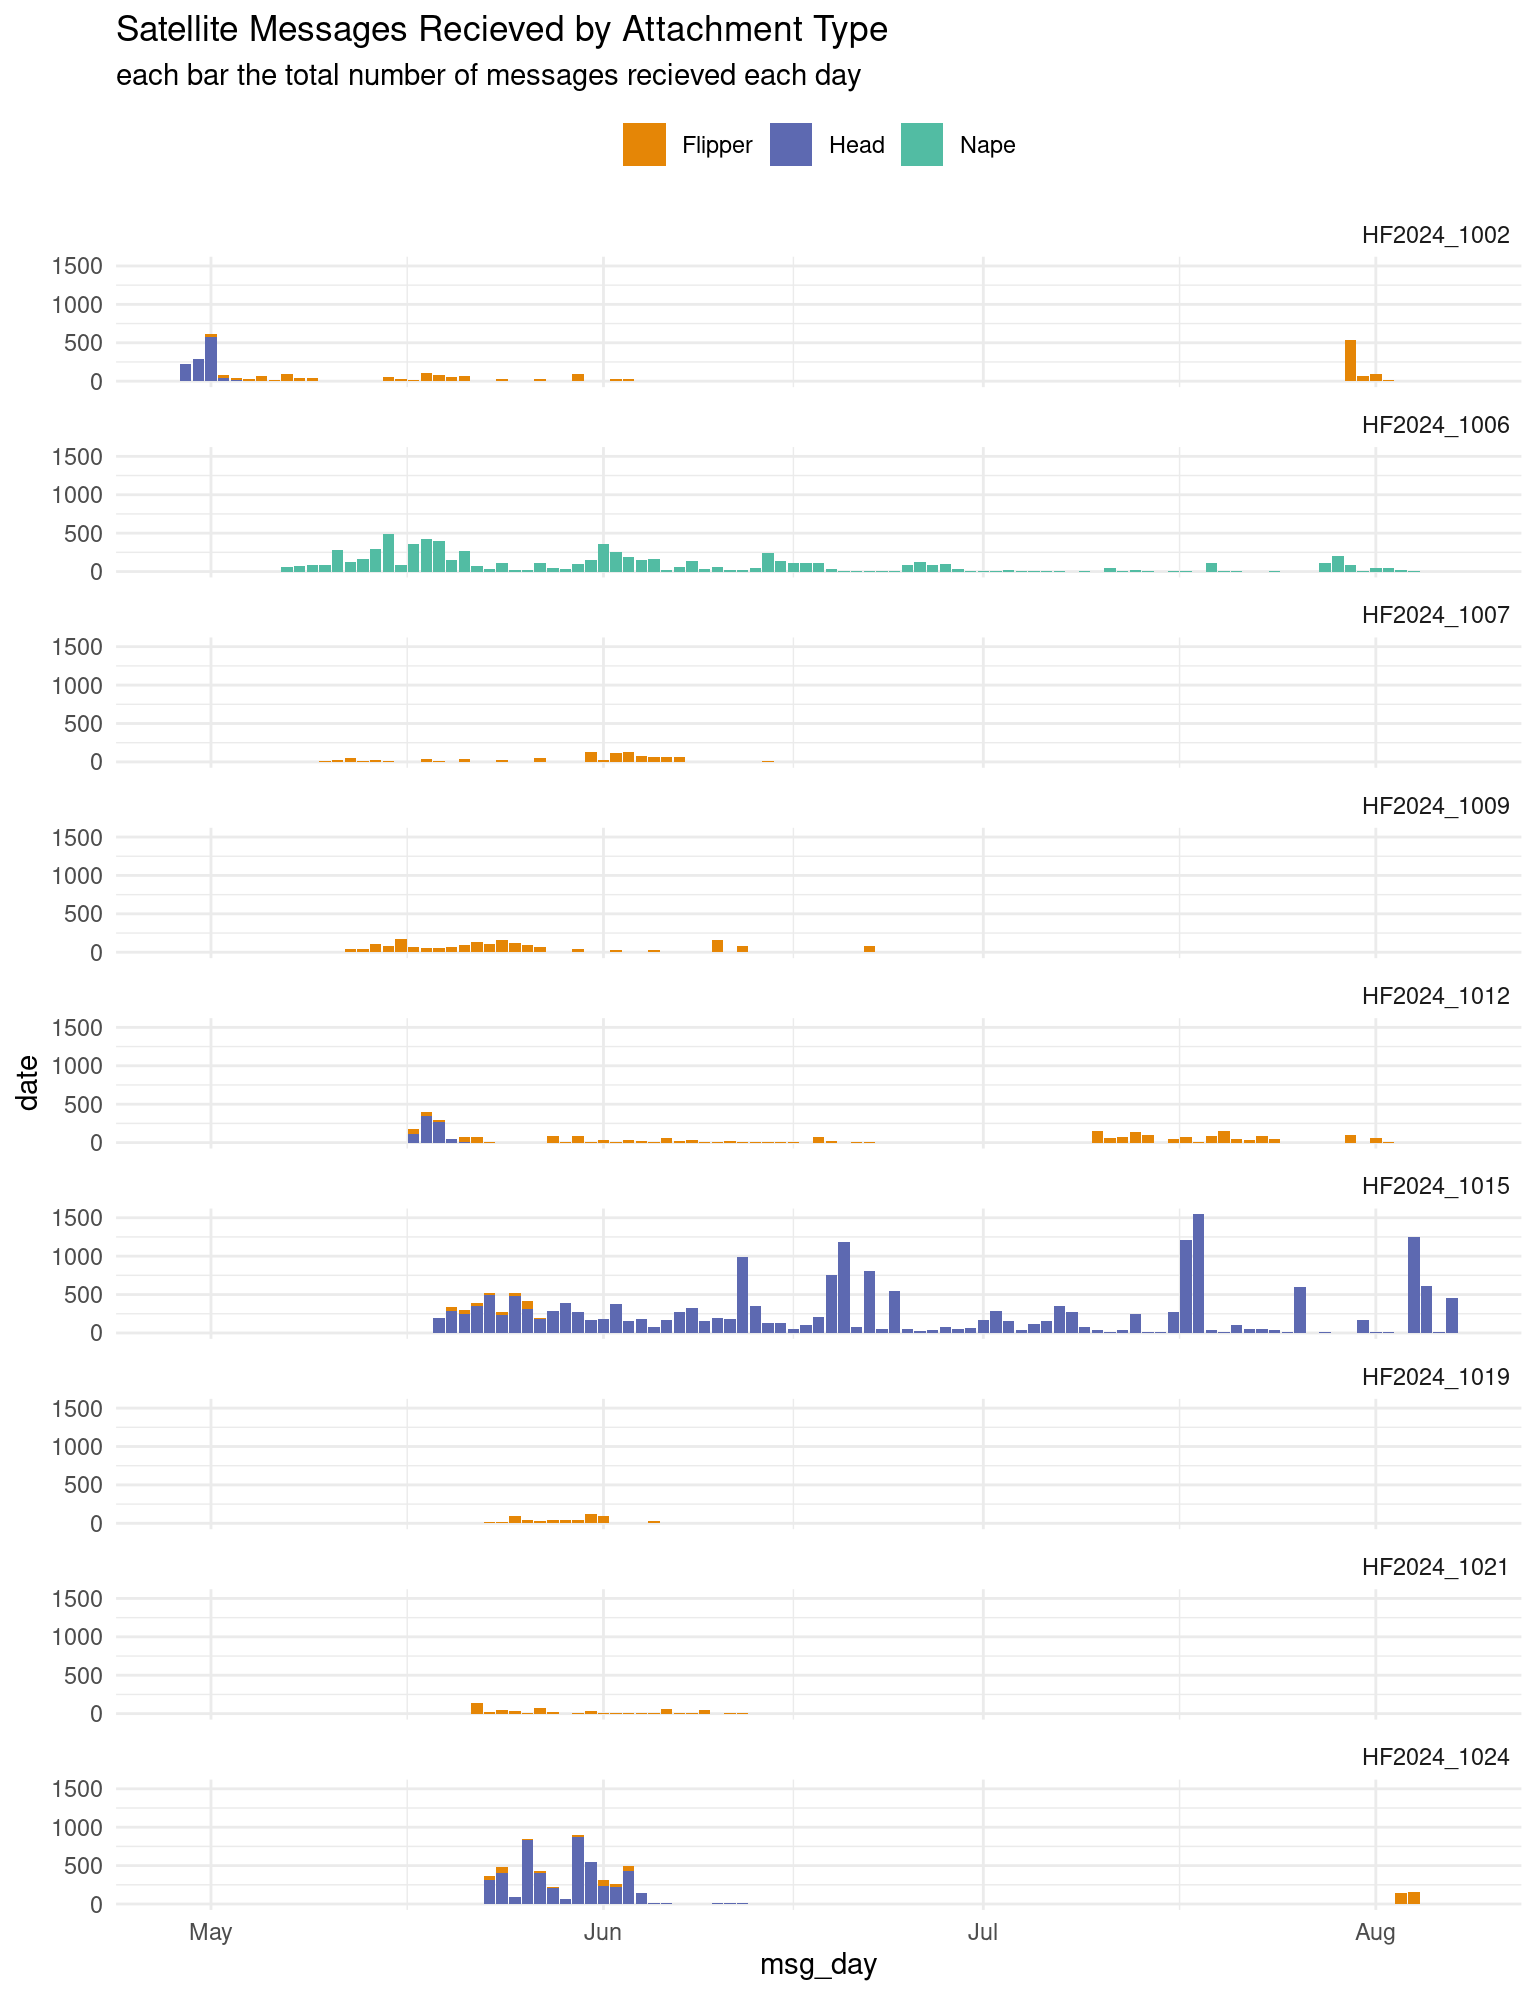 Satellite Messages Recieved by Attachment Type
each bar the total number of messages recieved each day
Flipper Head Nape
HF2024_1002
1500
1000
500
0
HF2024_1006
1500
1000
500
0
HF2024_1007
1500
1000
500
0
HF2024_1009
1500
1000
500
0
HF2024_1012
1500
1000
500
0
date
HF2024_1015
1500
1000
500
0
HF2024_1019
1500
1000
500
0
HF2024_1021
1500
1000
500
0
HF2024_1024
1500
1000
500
0
May Jun Jul Aug
msg_day